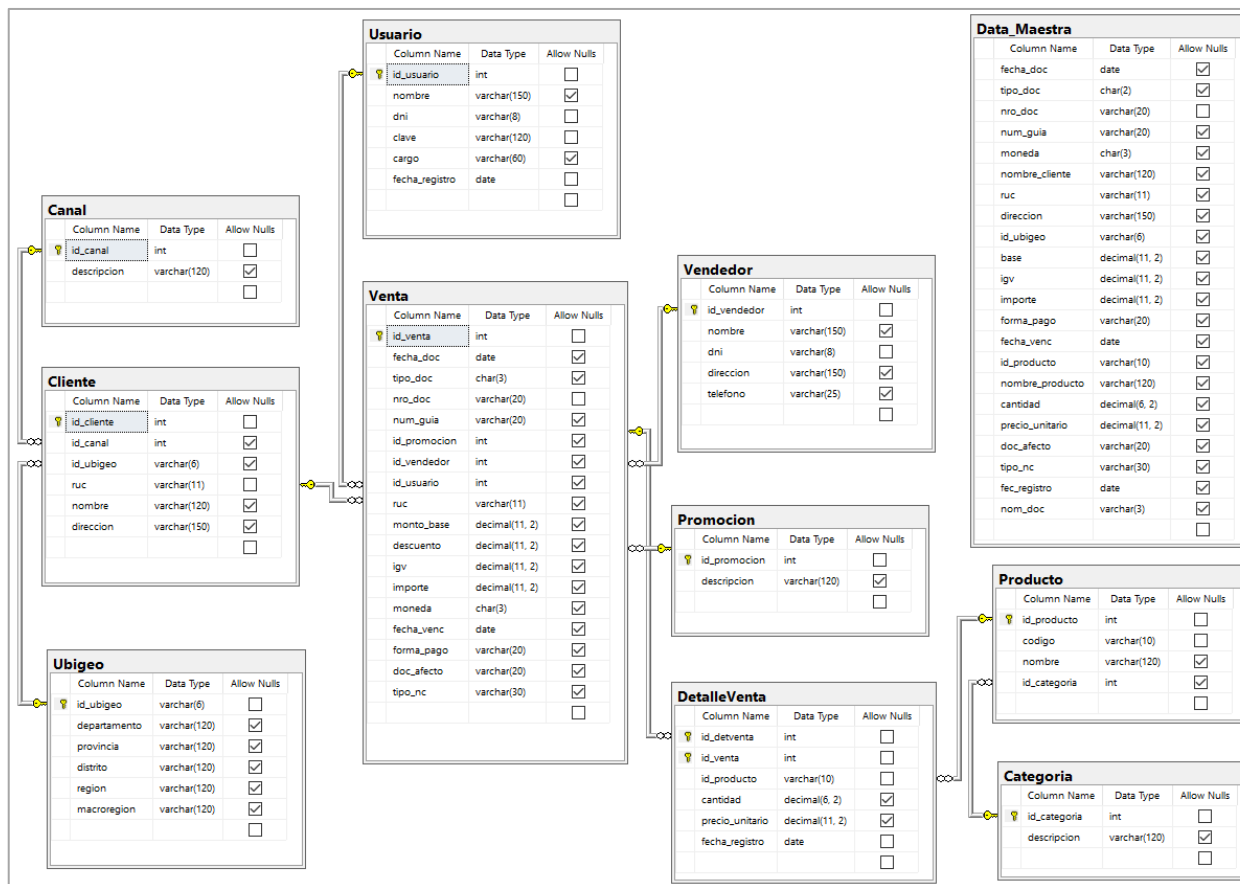 Usuario
Column Name Data Type Allow Nulls
id_usuario int
nombre varchar(150)
dni varchar(8)
clave varchar(120)
cargo varchar(60)
fecha_registro date
Data_Maestra
Column Name Data Type Allow Nulls
fecha_doc date
tipo_doc char(2)
nro_doc varchar(20)
num_guia varchar(20)
moneda char(3)
nombre_cliente varchar(120)
ruc varchar(11)
direccion varchar(150)
id_ubigeo varchar(6)
base decimal(11, 2)
igv decimal(11, 2)
importe decimal(11, 2)
forma_pago varchar(20)
fecha_venc date
id_producto varchar(10)
nombre_producto varchar(120)
cantidad decimal(6, 2)
precio_unitario decimal(11, 2)
doc_afecto varchar(20)
tipo_nc varchar(30)
fec_registro date
nom_doc varchar(3)
Canal
Column Name Data Type Allow Nulls
id_canal int
descripcion varchar(120)
Venta
Column Name Data Type Allow Nulls
id_venta int
fecha_doc date
tipo_doc char(3)
nro_doc varchar(20)
num_guia varchar(20)
id_promocion int
id_vendedor int
id_usuario int
ruc varchar(11)
monto_base decimal(11, 2)
descuento decimal(11, 2)
igv decimal(11, 2)
importe decimal(11, 2)
moneda char(3)
fecha_venc date
forma_pago varchar(20)
doc_afecto varchar(20)
tipo_nc varchar(30)
Vendedor
Column Name Data Type Allow Nulls
id_vendedor int
nombre varchar(150)
dni varchar(8)
direccion varchar(150)
telefono varchar(25)
Cliente
Column Name Data Type Allow Nulls
id_cliente int
id_canal int
id_ubigeo varchar(6)
ruc varchar(11)
nombre varchar(120)
direccion varchar(150)
Promocion
Column Name Data Type Allow Nulls
id_promocion int
descripcion varchar(120)
Producto
Column Name Data Type Allow Nulls
id_producto int
codigo varchar(10)
nombre varchar(120)
id_categoria int
Ubigeo
Column Name Data Type Allow Nulls
id_ubigeo varchar(6)
departamento varchar(120)
provincia varchar(120)
distrito varchar(120)
region varchar(120)
macroregion varchar(120)
DetalleVenta
Column Name Data Type Allow Nulls
id_detventa int
id_venta int
id_producto varchar(10)
cantidad decimal(6, 2)
precio_unitario decimal(11, 2)
fecha_registro date
Categoria
Column Name Data Type Allow Nulls
id_categoria int
descripcion varchar(120)